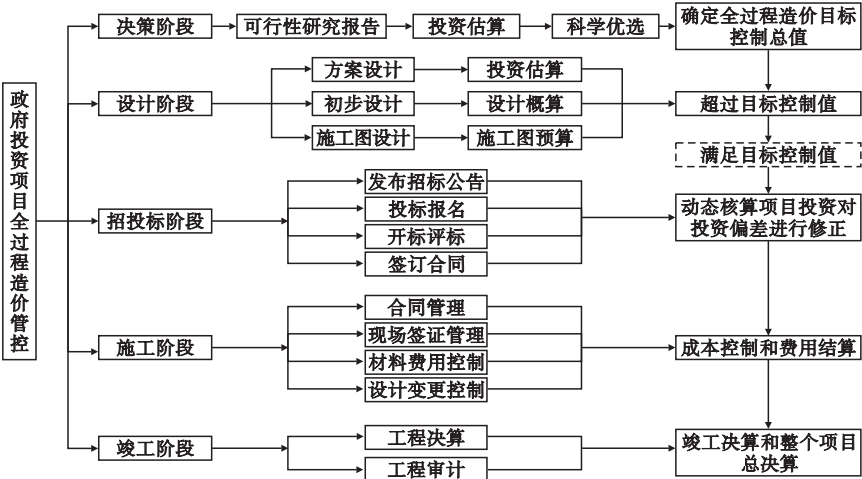 政府投资项目全过程造价管控
决策阶段
可行性研究报告
投资估算
科学优选
确定全过程造价目标
控制总值
设计阶段
方案设计
投资估算
初步设计
设计概算
施工图设计
施工图预算
超过目标控制值
满足目标控制值
招投标阶段
发布招标公告
投标报名
开标评标
签订合同
动态核算项目投资对
投资偏差进行修正
施工阶段
合同管理
现场签证管理
材料费用控制
设计变更控制
成本控制和费用结算
竣工阶段
工程决算
工程审计
竣工决算和整个项目
总决算